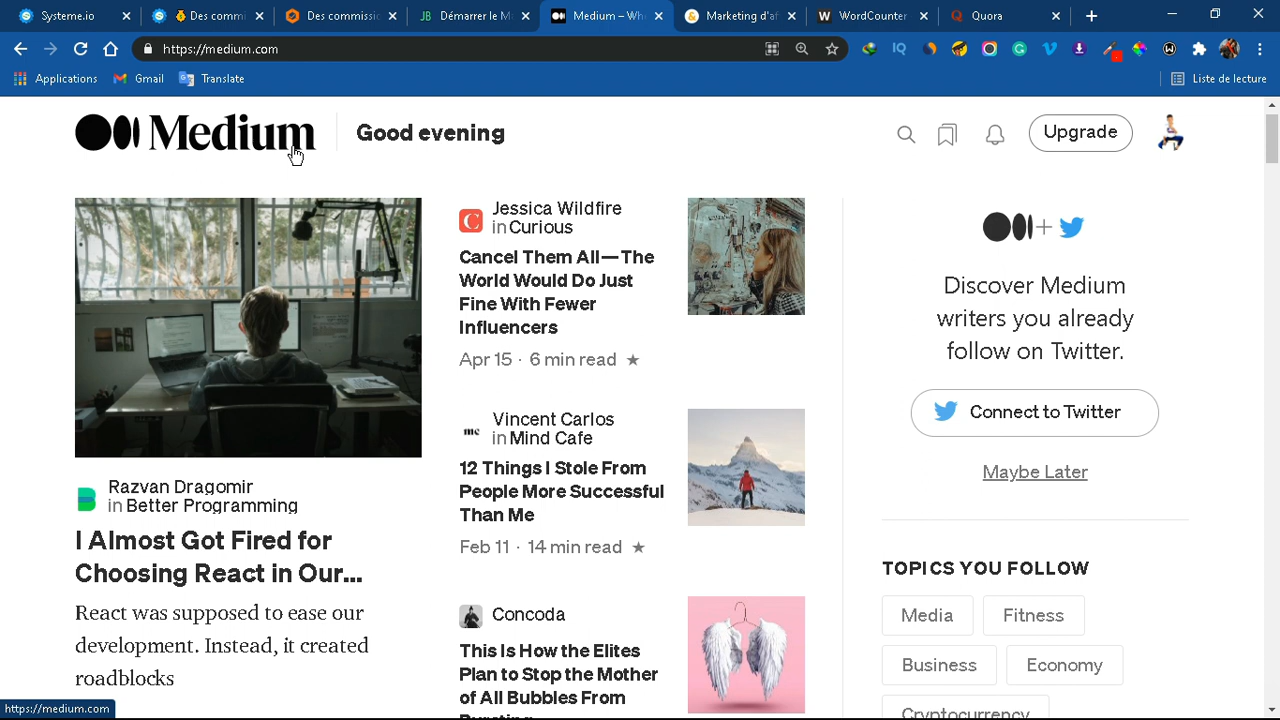 Systeme.io
Des commi
Des commissic
JB Démarrer le M
Medium – Whe
Marketing d'af
W WordCounter
Quora
https://medium.com
IQ
Applications
Gmail
Translate
Liste de lecture
Medium
Good evening
Upgrade
Jessica Wildfire
in Curious
Cancel Them All—The
World Would Do Just
Fine With Fewer
Influencers
Apr 15 · 6 min read ★
Vincent Carlos
in Mind Cafe
12 Things I Stole From
People More Successful
Than Me
Feb 11 · 14 min read ★
Concoda
This Is How the Elites
Plan to Stop the Mother
of All Bubbles From
Bursting
Razvan Dragomir
in Better Programming
I Almost Got Fired for
Choosing React in Our...
React was supposed to ease our
development. Instead, it created
roadblocks
Discover Medium
writers you already
follow on Twitter.
Connect to Twitter
Maybe Later
TOPICS YOU FOLLOW
Media
Fitness
Business
Economy
Cryptocurrency
https://medium.com